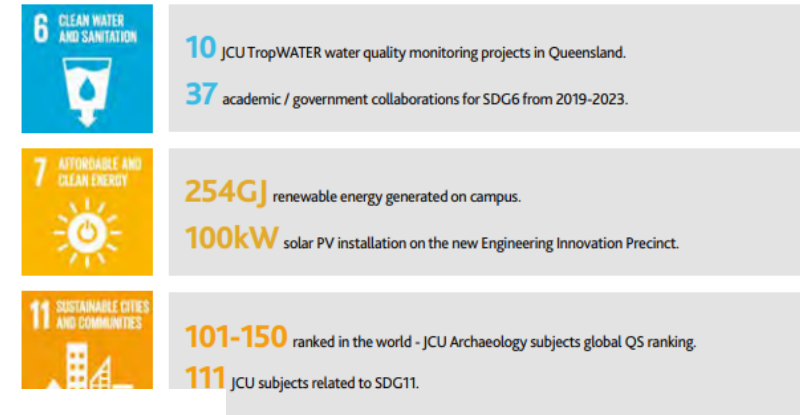 6 CLEAN WATER
AND SANITATION
10 JCU TropWATER water quality monitoring projects in Queensland.
37 academic / government collaborations for SDG6 from 2019-2023.
7 AFFORDABLE AND
CLEAN ENERGY
254GJ renewable energy generated on campus.
100kW solar PV installation on the new Engineering Innovation Precinct.
11 SUSTAINABLE CITIES
AND COMMUNITIES
101-150 ranked in the world - JCU Archaeology subjects global QS ranking.
111 JCU subjects related to SDG11.